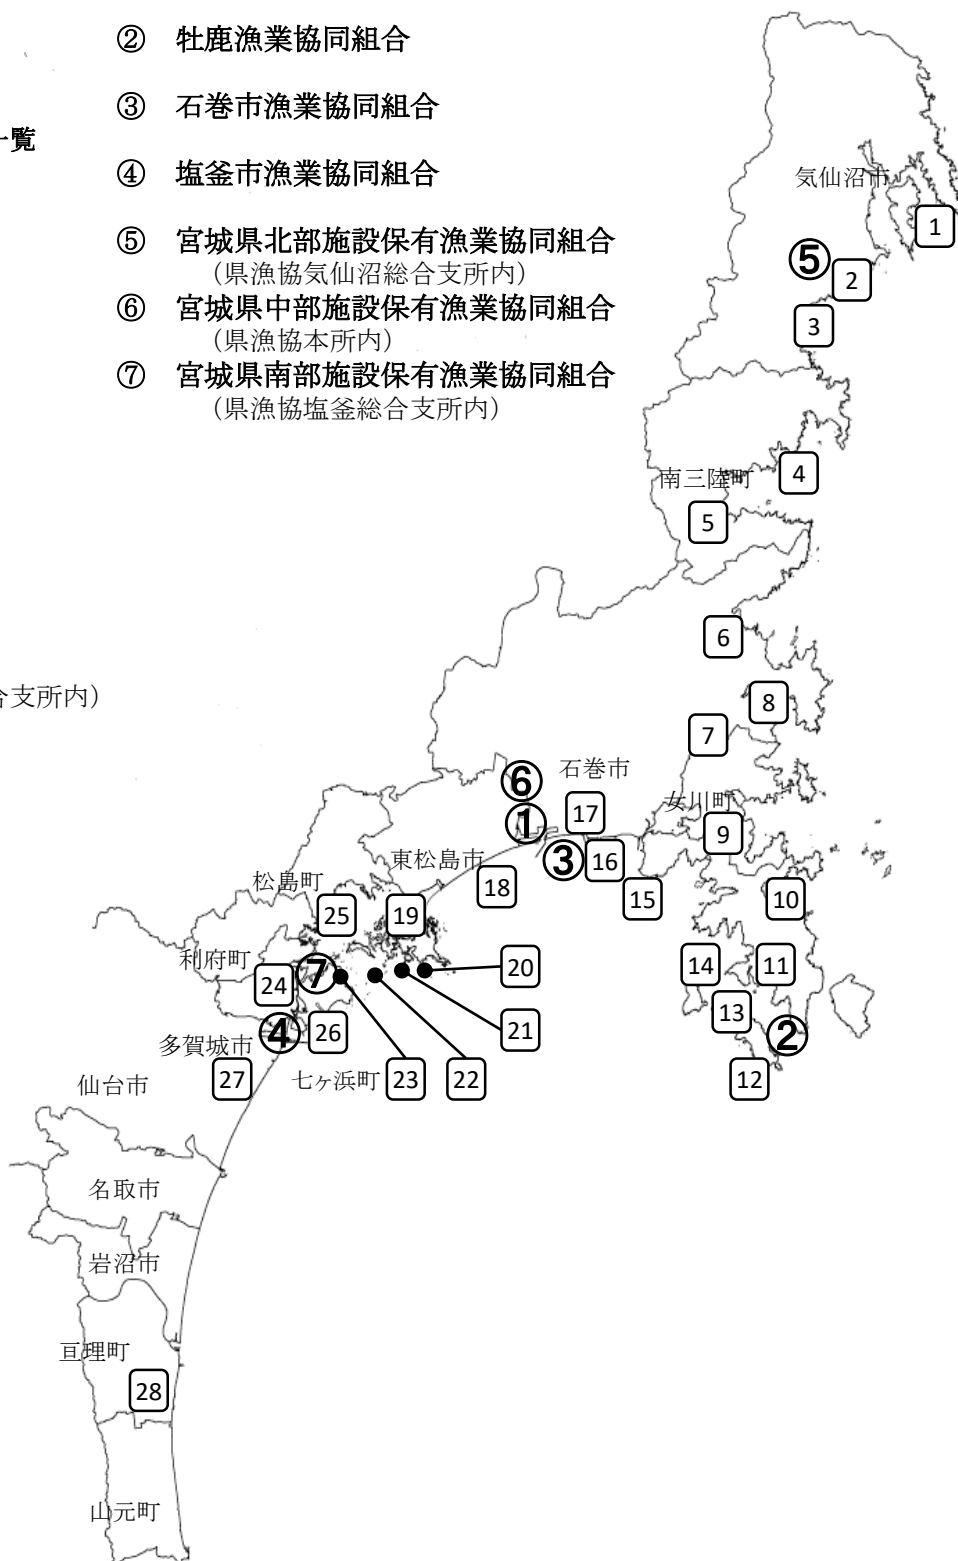 ② 牡鹿漁業協同組合
③ 石巻市漁業協同組合
一覧
④ 塩釜市漁業協同組合
⑤ 宮城県北部施設保有漁業協同組合
（県漁協気仙沼総合支所内）
⑥ 宮城県中部施設保有漁業協同組合
（県漁協本所内）
⑦ 宮城県南部施設保有漁業協同組合
（県漁協塩釜総合支所内）
気仙沼市
1
⑤
2
3
南三陸町
4
5
6
合支所内）
8
7
⑥
石巻市
女川町
17
①
9
東松島市
③
16
松島町
18
15
10
25
19
利府町
⑦
20
14
11
24
13
21
④
26
②
多賀城市
27
七ヶ浜町
23
22
12
仙台市
名取市
岩沼市
亘理町
28
山元町